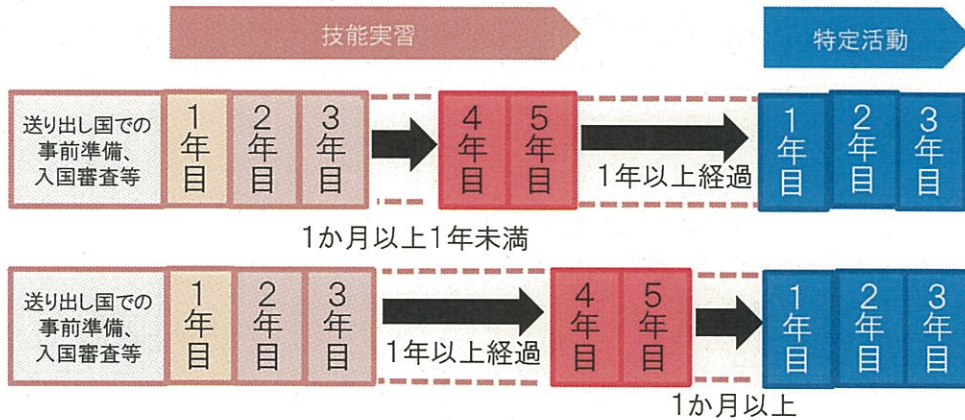 技能実習
特定活動
送り出し国での
事前準備、
入国審査等
1年目
2年目
3年目
4年目
5年目
1年以上経過
1年目
2年目
3年目
1か月以上1年未満
送り出し国での
事前準備、
入国審査等
1年目
2年目
3年目
1年以上経過
4年目
5年目
1か月以上
1年目
2年目
3年目